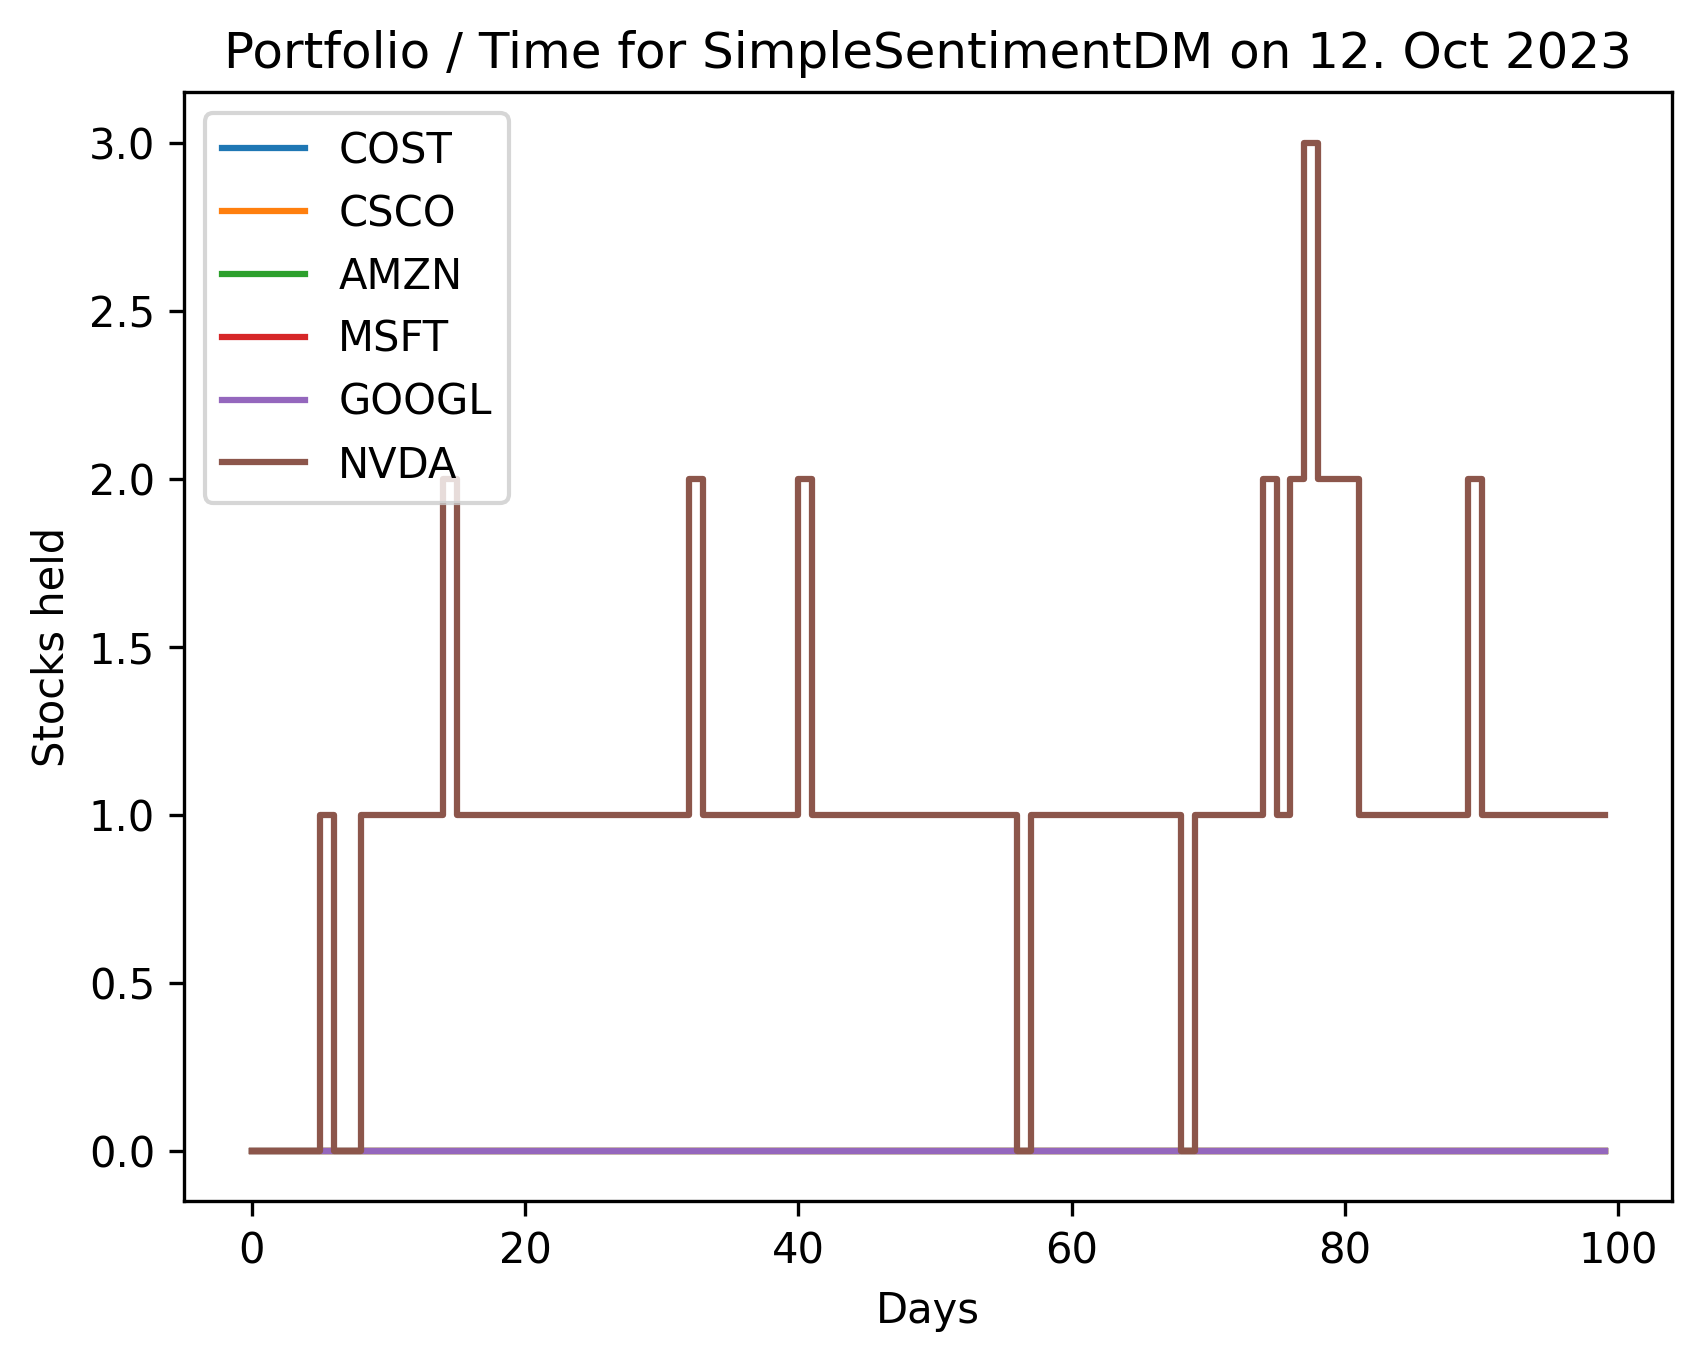 Portfolio / Time for SimpleSentimentDM on 12. Oct 2023
COST
CSCO
AMZN
MSFT
GOOGL
NVDA
3.0
2.5
2.0
1.5
1.0
0.5
0.0
Stocks held
0 20 40 60 80 100
Days